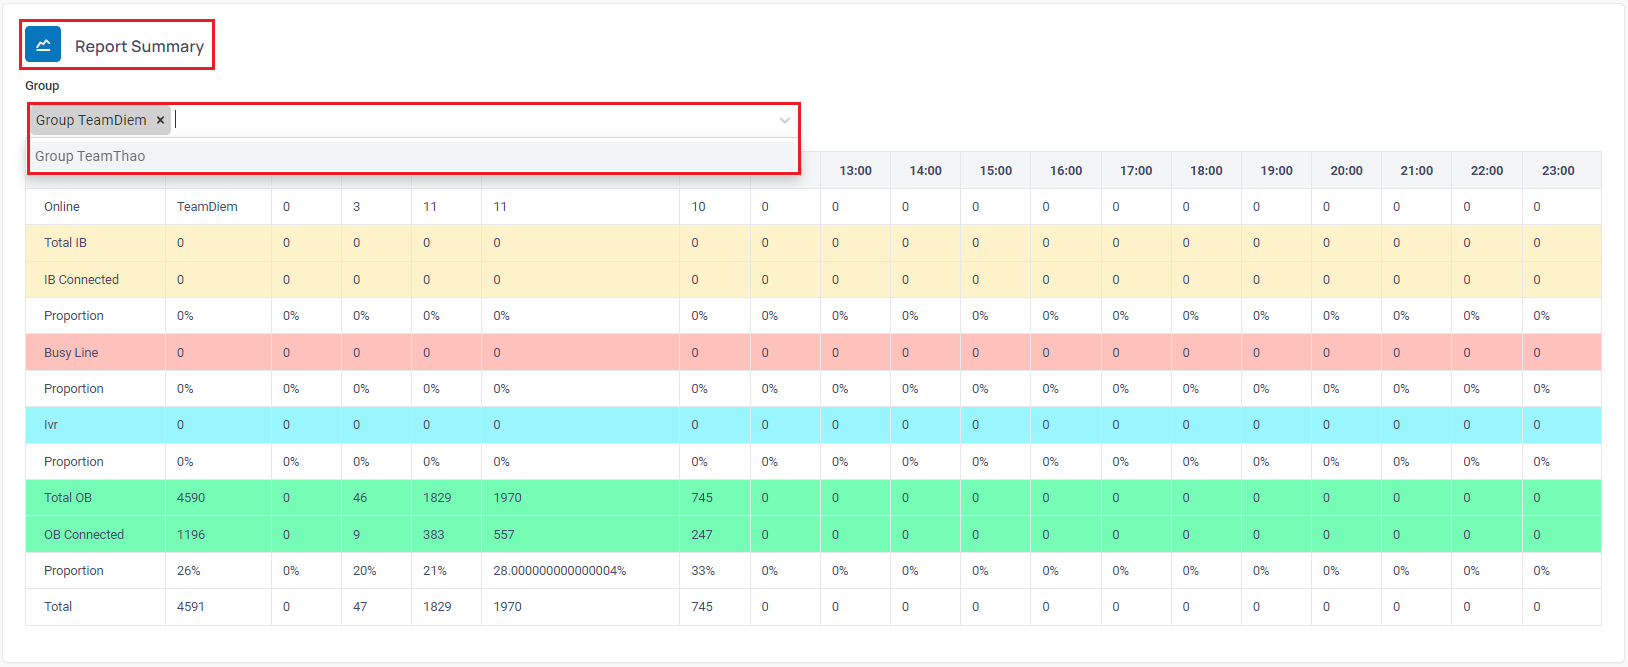 Report Summary
Group
Group TeamDiem ×
Group TeamThao
13:00 14:00 15:00 16:00 17:00 18:00 19:00 20:00 21:00 22:00 23:00
Online TeamDiem 0 3 11 11 10 0 0 0 0 0 0 0 0 0 0 0 0
Total IB 0 0 0 0 0 0 0 0 0 0 0 0 0 0 0 0 0 0
IB Connected 0 0 0 0 0 0 0 0 0 0 0 0 0 0 0 0 0 0
Proportion 0% 0% 0% 0% 0% 0% 0% 0% 0% 0% 0% 0% 0% 0% 0% 0% 0% 0%
Busy Line 0 0 0 0 0 0 0 0 0 0 0 0 0 0 0 0 0 0
Proportion 0% 0% 0% 0% 0% 0% 0% 0% 0% 0% 0% 0% 0% 0% 0% 0% 0% 0%
Ivr 0 0 0 0 0 0 0 0 0 0 0 0 0 0 0 0 0 0
Proportion 0% 0% 0% 0% 0% 0% 0% 0% 0% 0% 0% 0% 0% 0% 0% 0% 0% 0%
Total OB 4590 0 46 1829 1970 745 0 0 0 0 0 0 0 0 0 0 0 0
OB Connected 1196 0 9 383 557 247 0 0 0 0 0 0 0 0 0 0 0 0
Proportion 26% 0% 20% 21% 28.000000000000004% 33% 0% 0% 0% 0% 0% 0% 0% 0% 0% 0% 0% 0%
Total 4591 0 47 1829 1970 745 0 0 0 0 0 0 0 0 0 0 0 0